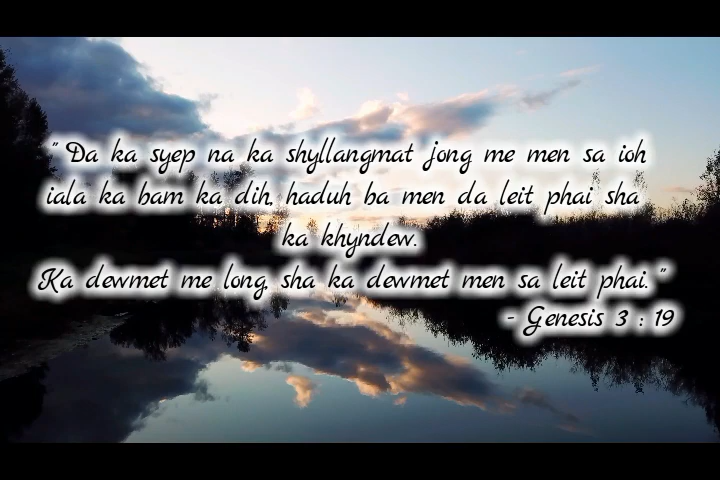 "Da ka syep na ka shyllangmat jong me men sa ioh
iala ka bam ka dih, haduh ba men da leit phai sha
ka khyndew.
Ka dewmet me long, sha ka dewmet men sa leit phai."
- Genesis 3 : 19